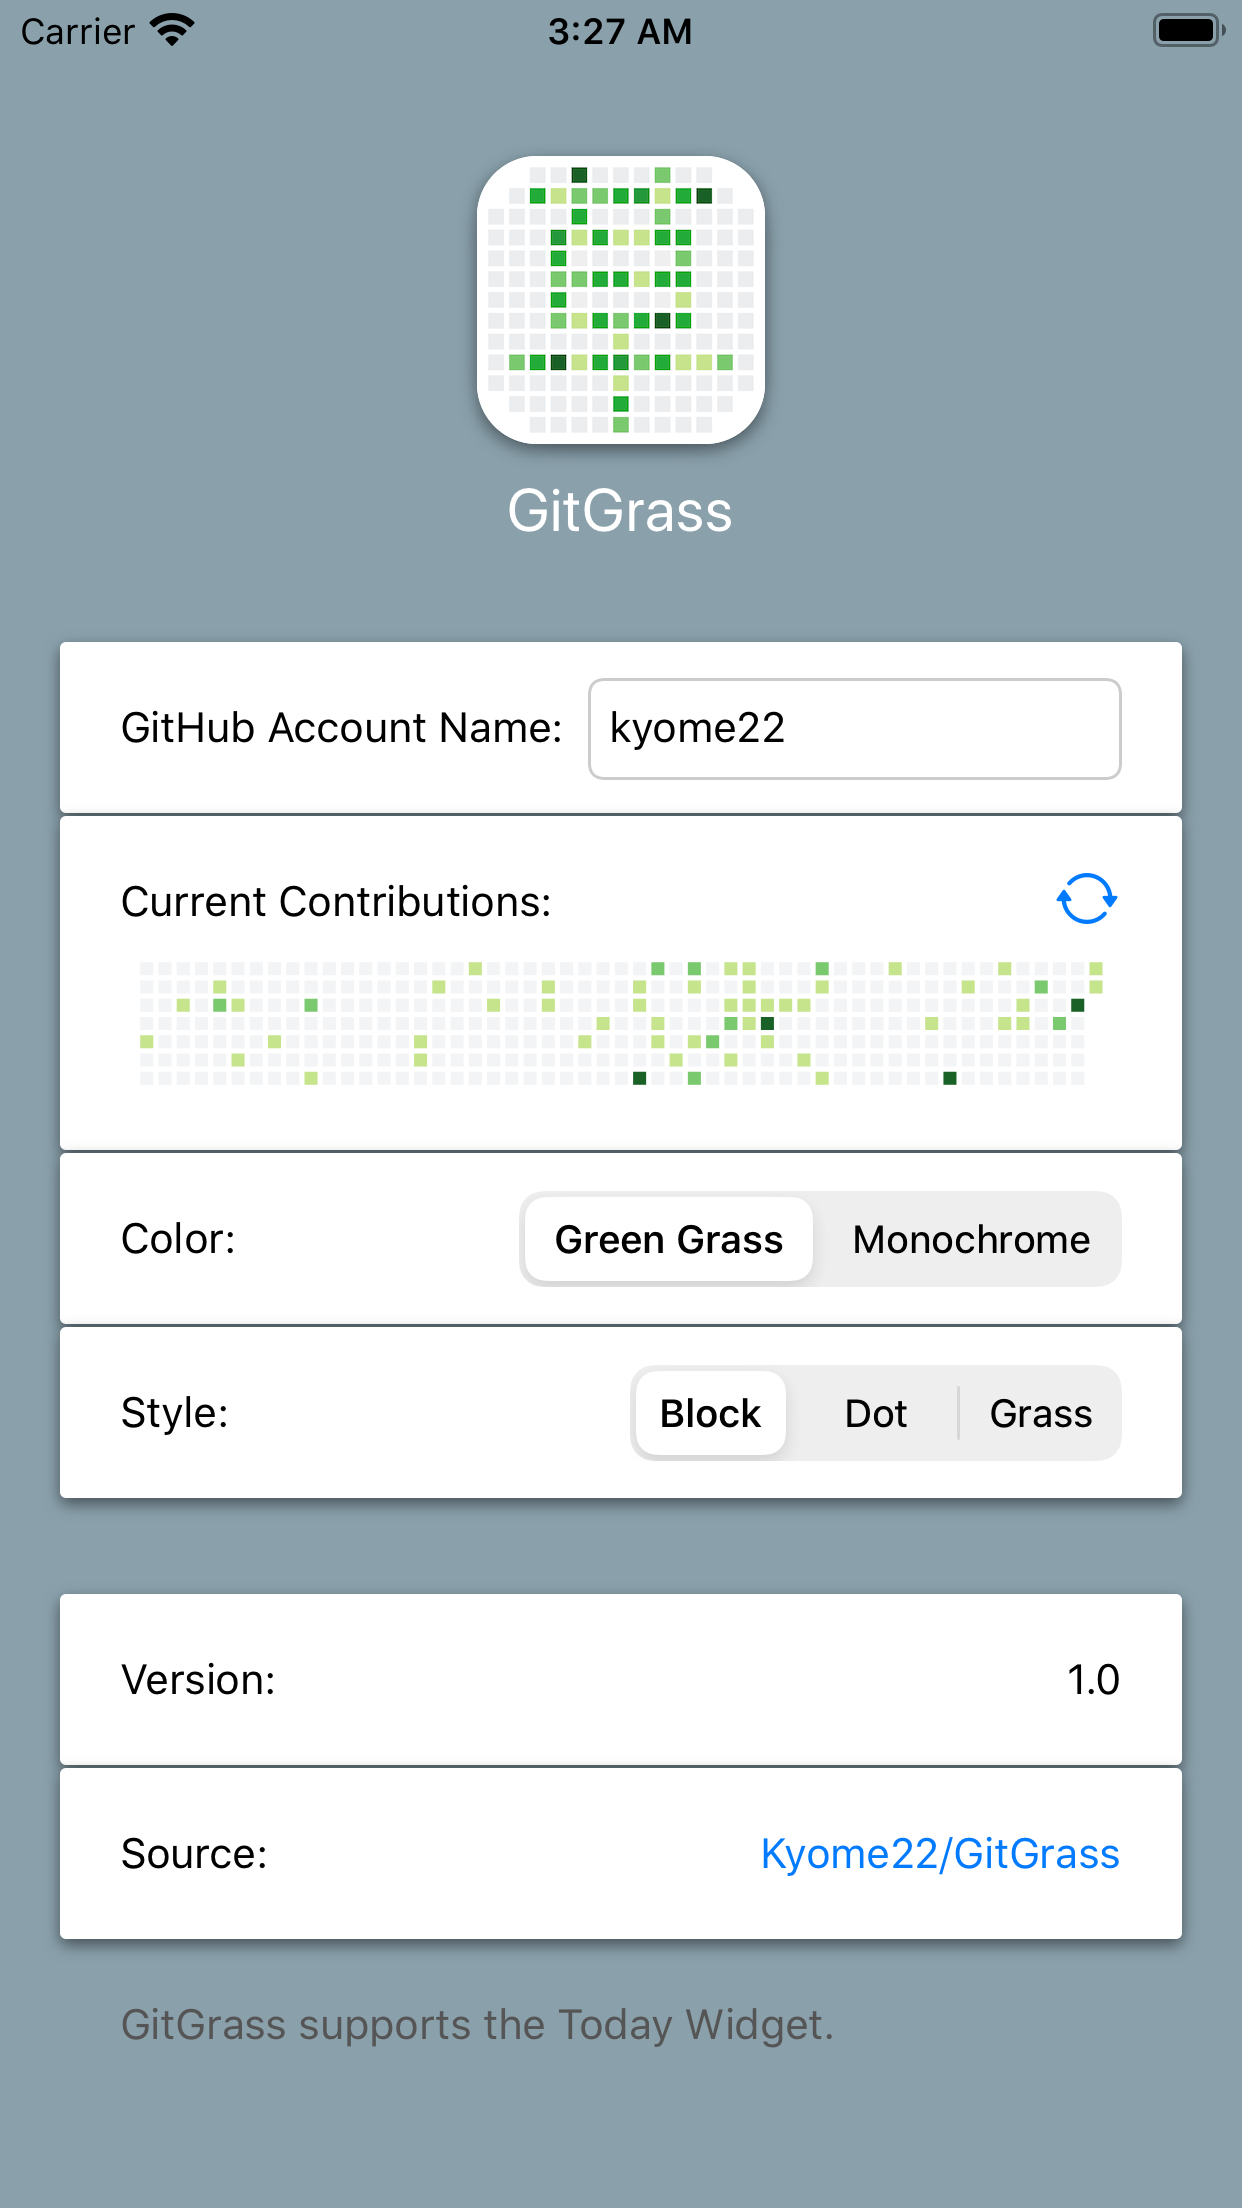 Carrier 3:27 AM
GitGrass
GitHub Account Name: kyome22
Current Contributions:
Color: Green Grass Monochrome
Style: Block Dot Grass
Version: 1.0
Source: Kyome22/GitGrass
GitGrass supports the Today Widget.